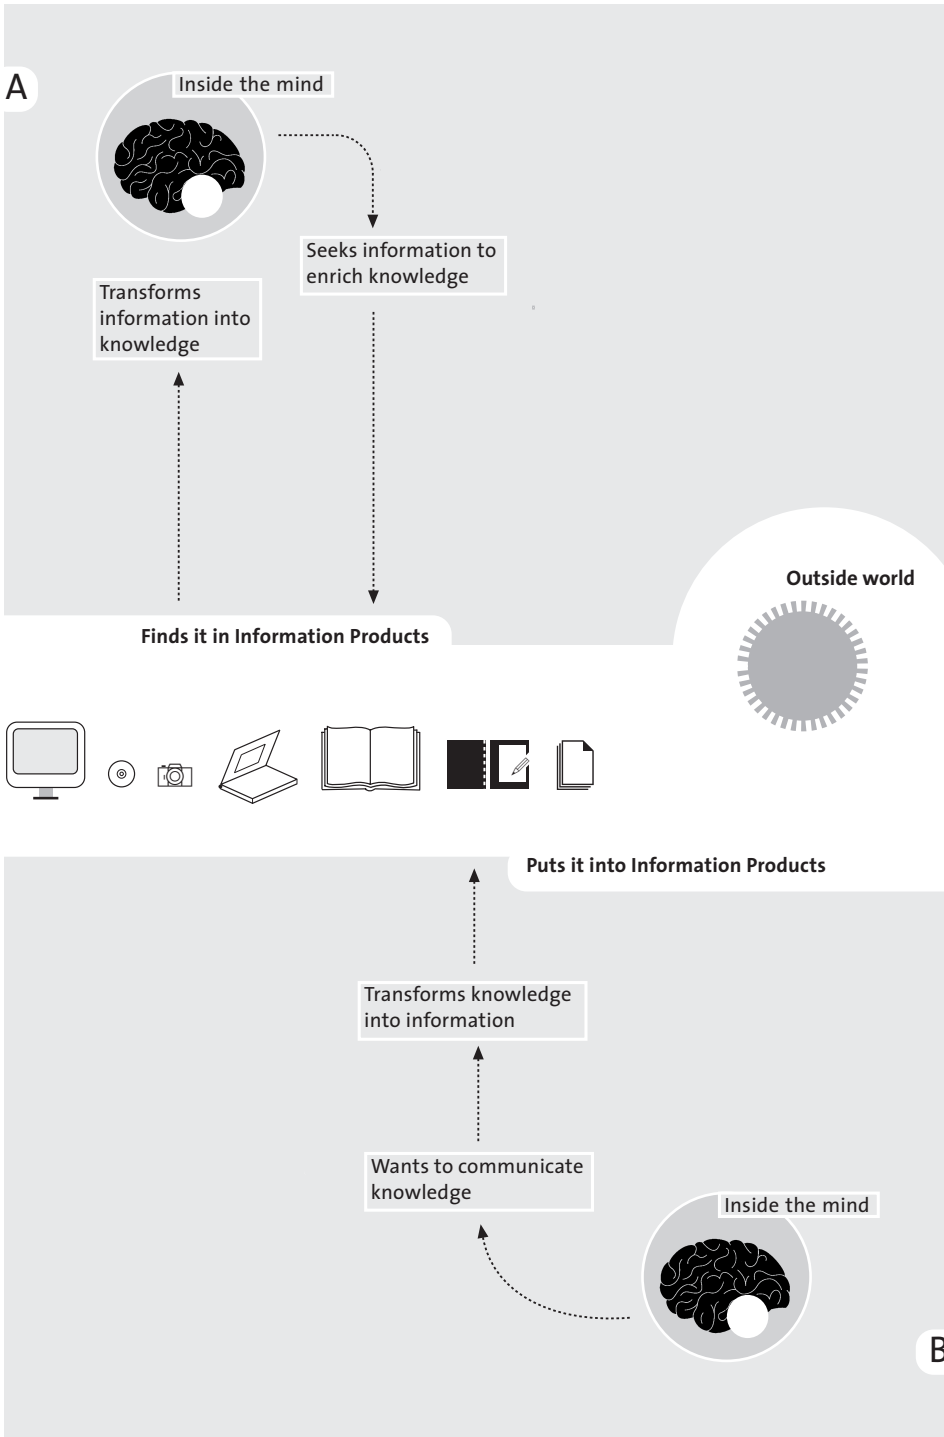 A
Inside the mind
Seeks information to
enrich knowledge
Transforms
information into
knowledge
Outside world
Finds it in Information Products
Puts it into Information Products
Transforms knowledge
into information
Wants to communicate
knowledge
Inside the mind
B